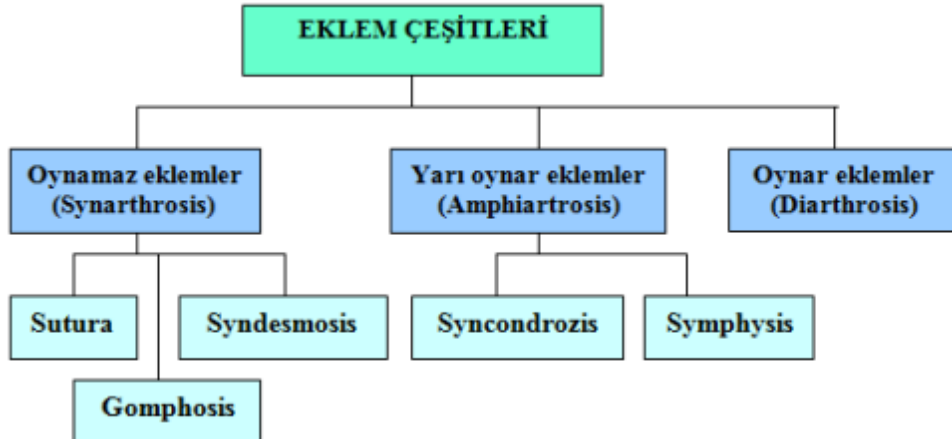 EKLEM ÇEŞİTLERİ
Oynamaz eklemler
(Synarthrosis)
Yarı oynar eklemler
(Amphiartrosis)
Oynar eklemler
(Diarthrosis)
Sutura
Syndesmosis
Syncondrozis
Symphysis
Gomphosis